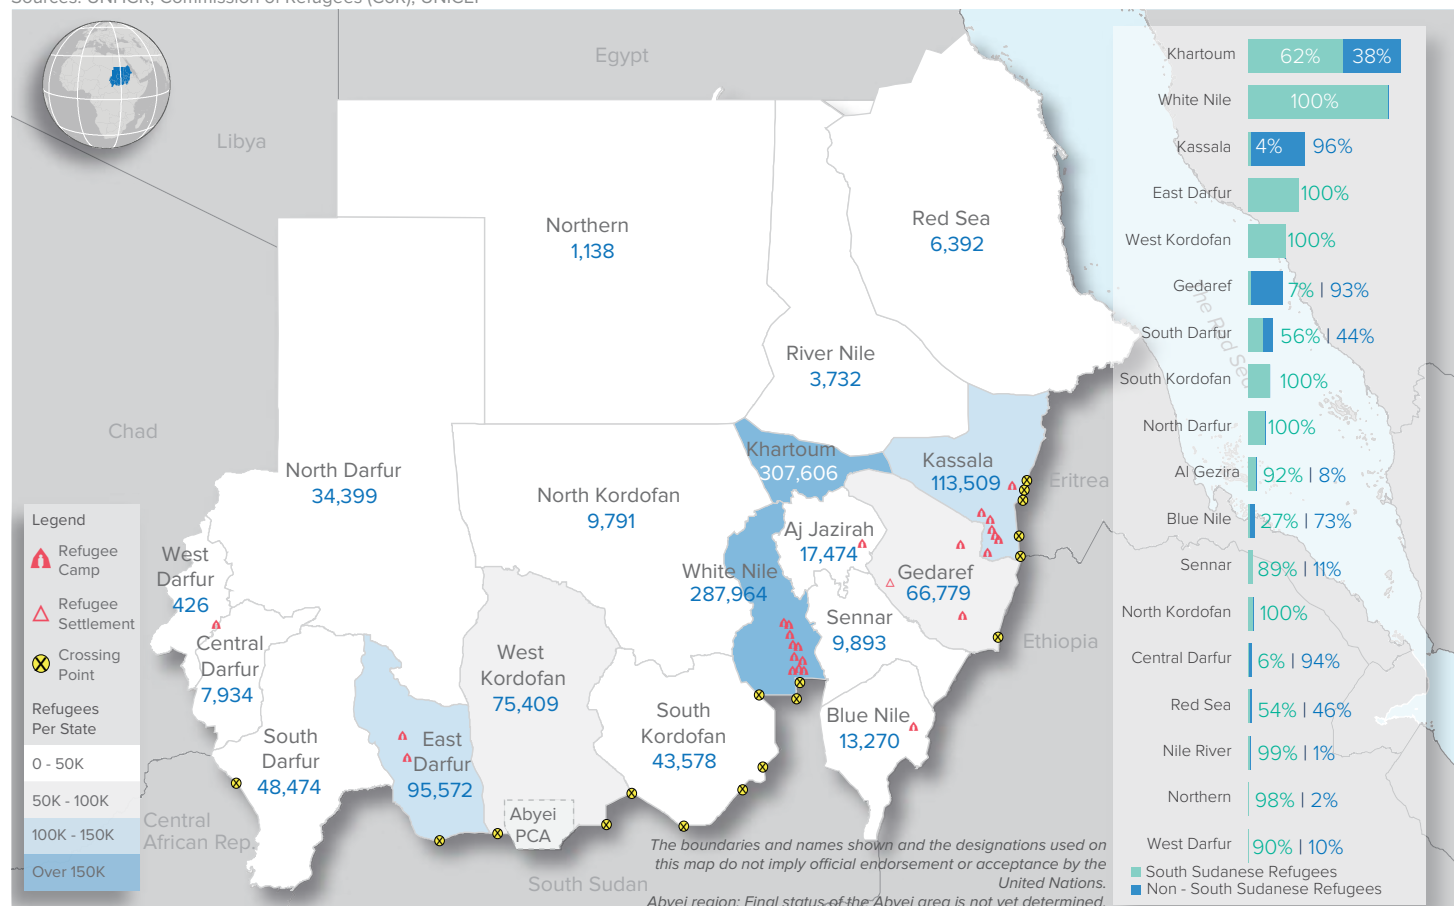 Sources: UNHCR, Commission of Refugees (CoR), UNICEF
Egypt
Libya
Chad
Eritrea
Ethiopia
South Sudan
Central
African Rep.
The Red Sea
Northern
1,138
Red Sea
6,392
River Nile
3,732
North Darfur
34,399
Khartoum
307,606
Kassala
113,509
North Kordofan
9,791
Aj Jazirah
17,474
White Nile
287,964
Gedaref
66,779
Sennar
9,893
West
Darfur
426
Central
Darfur
7,934
West
Kordofan
75,409
South
Kordofan
43,578
Blue Nile
13,270
South
Darfur
48,474
East
Darfur
95,572
Abyei
PCA
Legend
Refugee
Camp
Refugee
Settlement
Crossing
Point
Refugees
Per State
0 - 50K
50K - 100K
100K - 150K
Over 150K
Khartoum 62% 38%
White Nile 100%
Kassala 4% 96%
East Darfur 100%
West Kordofan 100%
Gedaref 7% | 93%
South Darfur 56% | 44%
South Kordofan 100%
North Darfur 100%
Al Gezira 92% | 8%
Blue Nile 27% | 73%
Sennar 89% | 11%
North Kordofan 100%
Central Darfur 6% | 94%
Red Sea 54% | 46%
Nile River 99% | 1%
Northern 98% | 2%
West Darfur 90% | 10%
South Sudanese Refugees
Non - South Sudanese Refugees
The boundaries and names shown and the designations used on
this map do not imply official endorsement or acceptance by the
United Nations.
Abyei region: Final status of the Abyei area is not yet determined.